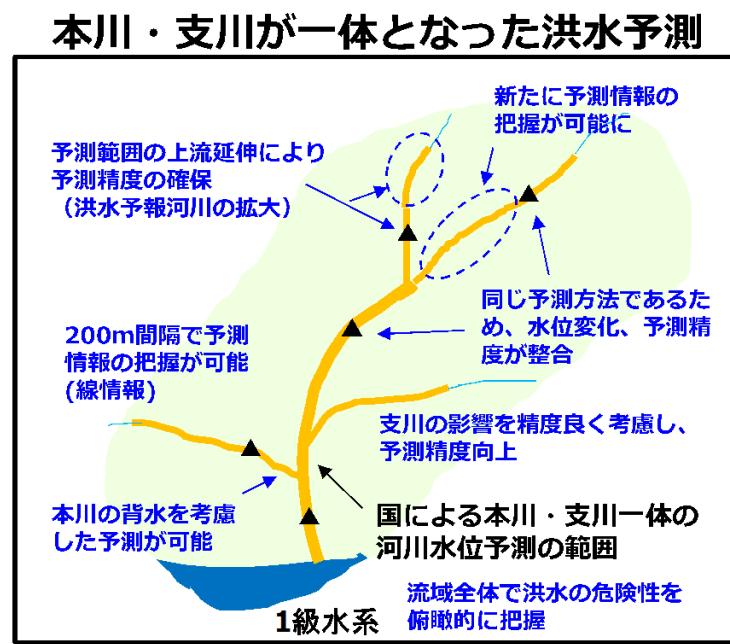 本川・支川が一体となった洪水予測
新たに予測情報の
把握が可能に
予測範囲の上流延伸により
予測精度の確保
（洪水予報河川の拡大）
同じ予測方法であるた
め、水位変化、予測精
度が整合
200m間隔で予測
情報の把握が可能
(線情報)
支川の影響を精度良く考慮し、
予測精度向上
本川の背水を考慮
した予測が可能
国による本川・支川一体の
河川水位予測の範囲
流域全体で洪水の危険性を
俯瞰的に把握
1級水系